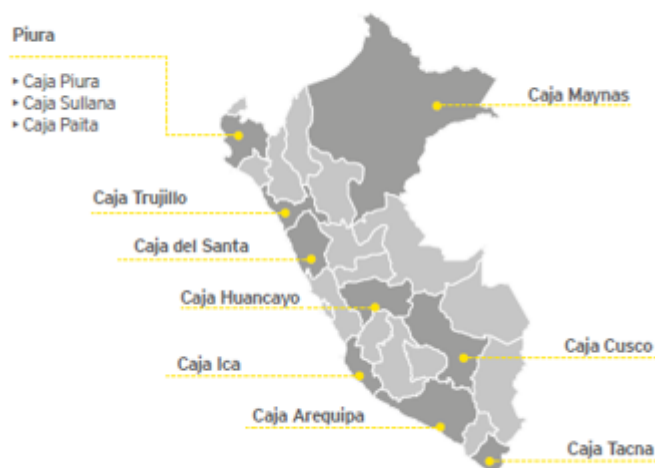 Piura
▸ Caja Piura
▸ Caja Sullana
▸ Caja Paita
Caja Maynas
Caja Trujillo
Caja del Santa
Caja Huancayo
Caja Cusco
Caja Ica
Caja Arequipa
Caja Tacna